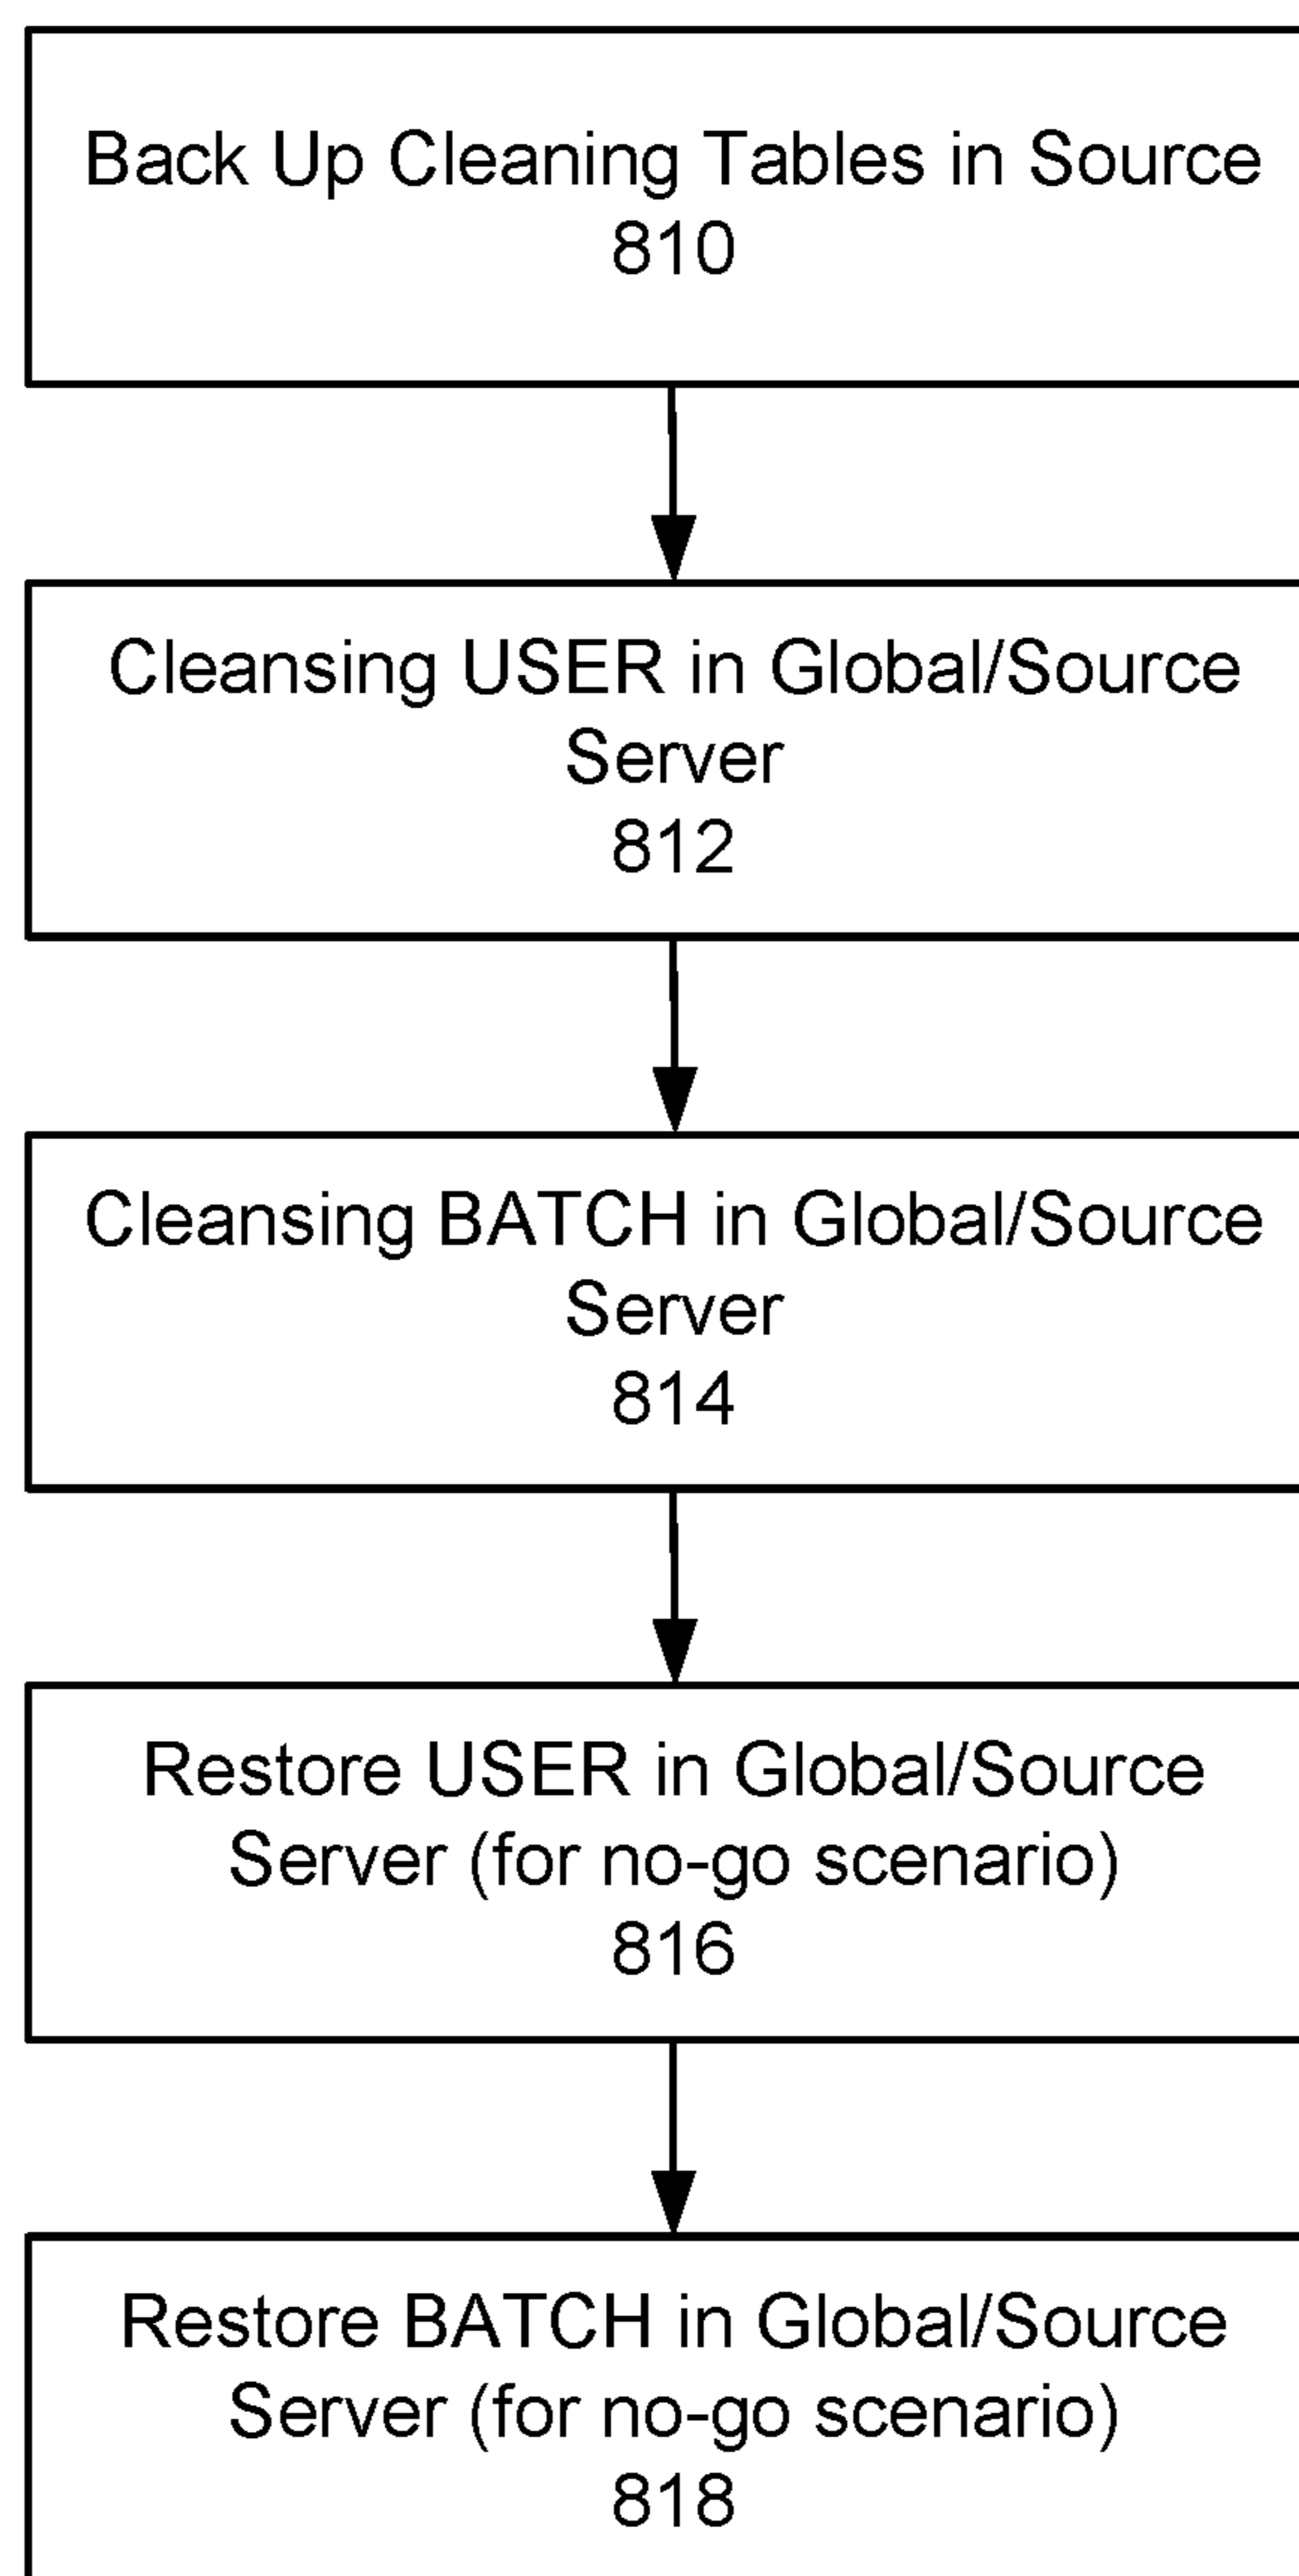 Back Up Cleaning Tables in Source
810
Cleansing USER in Global/Source
Server
812
Cleansing BATCH in Global/Source
Server
814
Restore USER in Global/Source
Server (for no-go scenario)
816
Restore BATCH in Global/Source
Server (for no-go scenario)
818